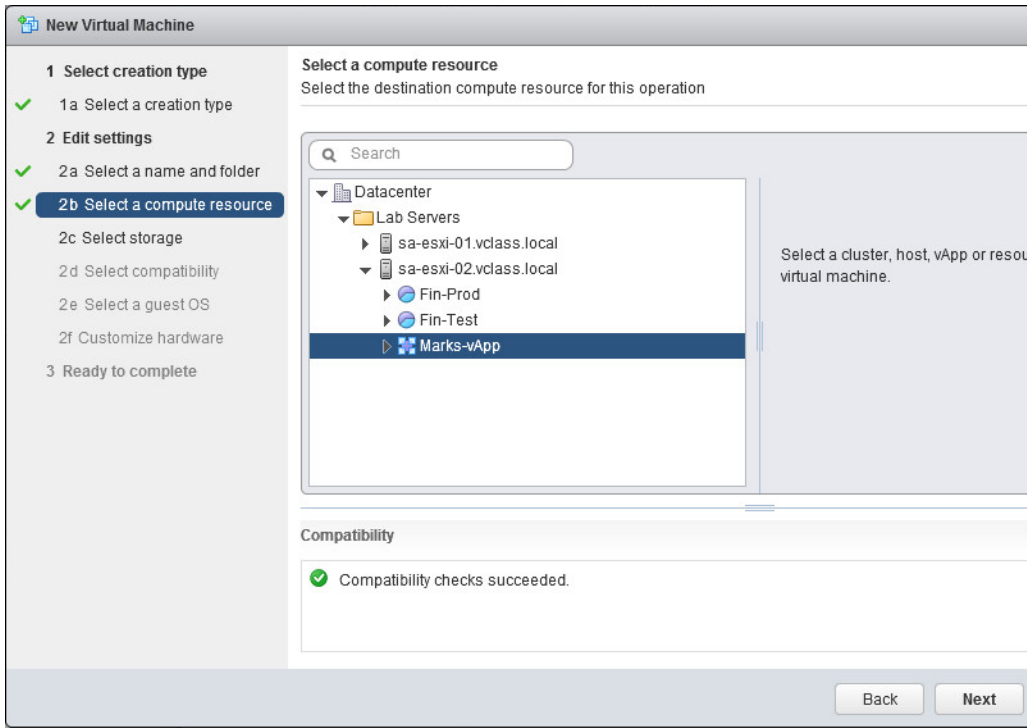 New Virtual Machine
1 Select creation type
1a Select a creation type
2 Edit settings
2a Select a name and folder
2b Select a compute resource
2c Select storage
2d Select compatibility
2e Select a guest OS
2f Customize hardware
3 Ready to complete
Select a compute resource
Select the destination compute resource for this operation
Search
Datacenter
Lab Servers
sa-esxi-01.vclass.local
sa-esxi-02.vclass.local
Fin-Prod
Fin-Test
Marks-vApp
Select a cluster, host, vApp or
virtual machine.
Compatibility
Compatibility checks succeeded.
Back Next